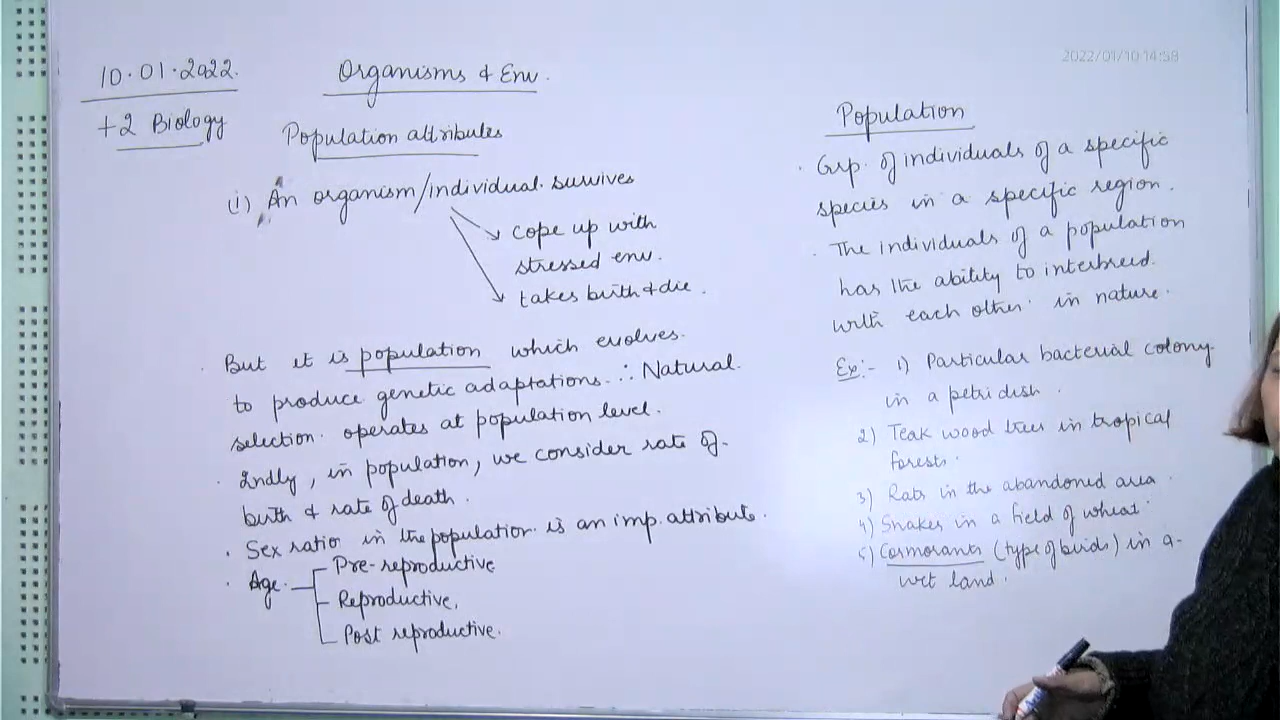 2022/01/10 14:38
10.01.2022.
+2 Biology
Organisms & Env.
Population attributes
(i) An organism/individual survives
cope up with
stressed env.
takes birth & die.
But it is population which evolves.
to produce genetic adaptations. ∴ Natural
selection operates at population level.
2ndly, in population, we consider rate of
birth & rate of death.
Sex ratio in the population is an imp. attribute.
Age
Pre-reproductive
Reproductive.
Post reproductive.
Population
Grp. of individuals of a specific
species in a specific region.
The individuals of a population
has the ability to interbreed
with each other in nature.
Ex:- 1) Particular bacterial colony
in a petri dish.
2) Teak wood trees in tropical
forests.
3) Rats in the abandoned area.
4) Snakes in a field of wheat.
5) Cormorants (type of birds) in a
wet land.